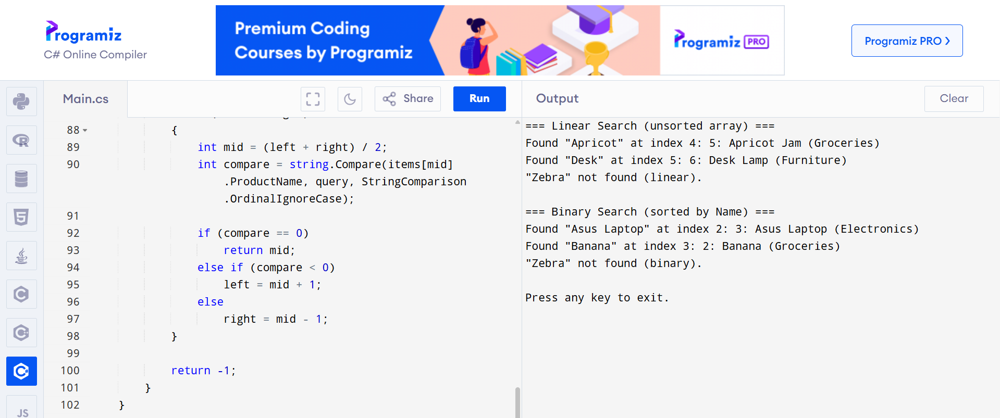 Programiz
C# Online Compiler
Premium Coding
Courses by Programiz
Programiz PRO
Programiz PRO ❯
Main.cs
Share
Run
Output
Clear
88 {
89 int mid = (left + right) / 2;
90 int compare = string.Compare(items[mid]
.ProductName, query, StringComparison
.OrdinalIgnoreCase);
91
92 if (compare == 0)
93 return mid;
94 else if (compare < 0)
95 left = mid + 1;
96 else
97 right = mid - 1;
98 }
99
100 return -1;
101 }
102 }
=== Linear Search (unsorted array) ===
Found "Apricot" at index 4: 5: Apricot Jam (Groceries)
Found "Desk" at index 5: 6: Desk Lamp (Furniture)
"Zebra" not found (linear).
=== Binary Search (sorted by Name) ===
Found "Asus Laptop" at index 2: 3: Asus Laptop (Electronics)
Found "Banana" at index 3: 2: Banana (Groceries)
"Zebra" not found (binary).
Press any key to exit.
R
5
C
C++
C#
JS